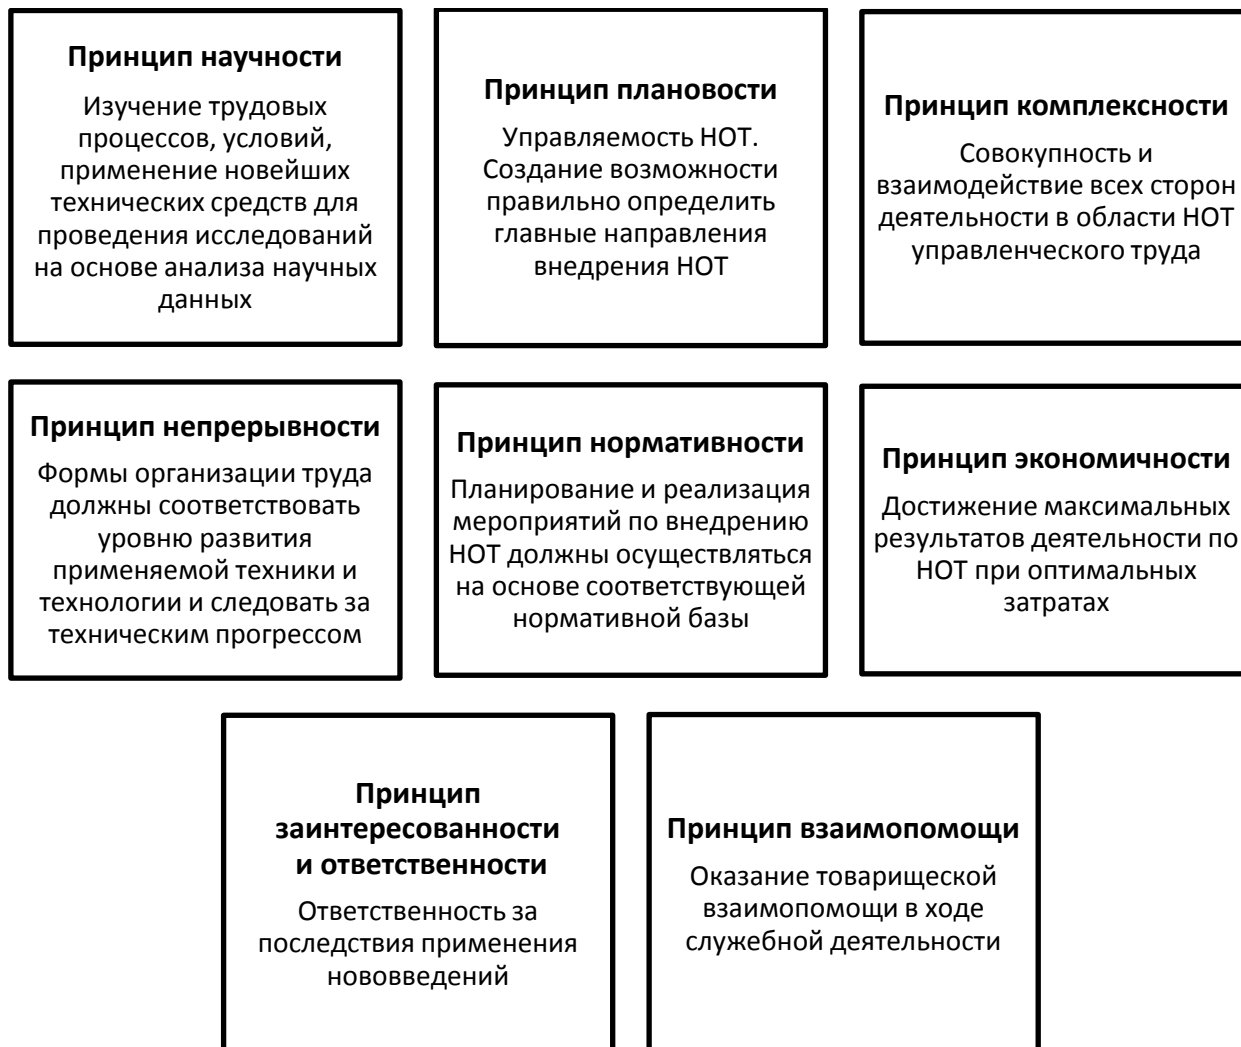 Принцип научности
Изучение трудовых
процессов, условий,
применение новейших
технических средств для
проведения исследований
на основе анализа научных
данных
Принцип плановости
Управляемость НОТ.
Создание возможности
правильно определить
главные направления
внедрения НОТ
Принцип комплексности
Совокупность и
взаимодействие всех сторон
деятельности в области НОТ
управленческого труда
Принцип непрерывности
Формы организации труда
должны соответствовать
уровню развития
применяемой техники и
технологии и следовать за
техническим прогрессом
Принцип нормативности
Планирование и реализация
мероприятий по внедрению
НОТ должны осуществляться
на основе соответствующей
нормативной базы
Принцип экономичности
Достижение максимальных
результатов деятельности по
НОТ при оптимальных
затратах
Принцип
заинтересованности
и ответственности
Ответственность за
последствия применения
нововведений
Принцип взаимопомощи
Оказание товарищеской
взаимопомощи в ходе
служебной деятельности